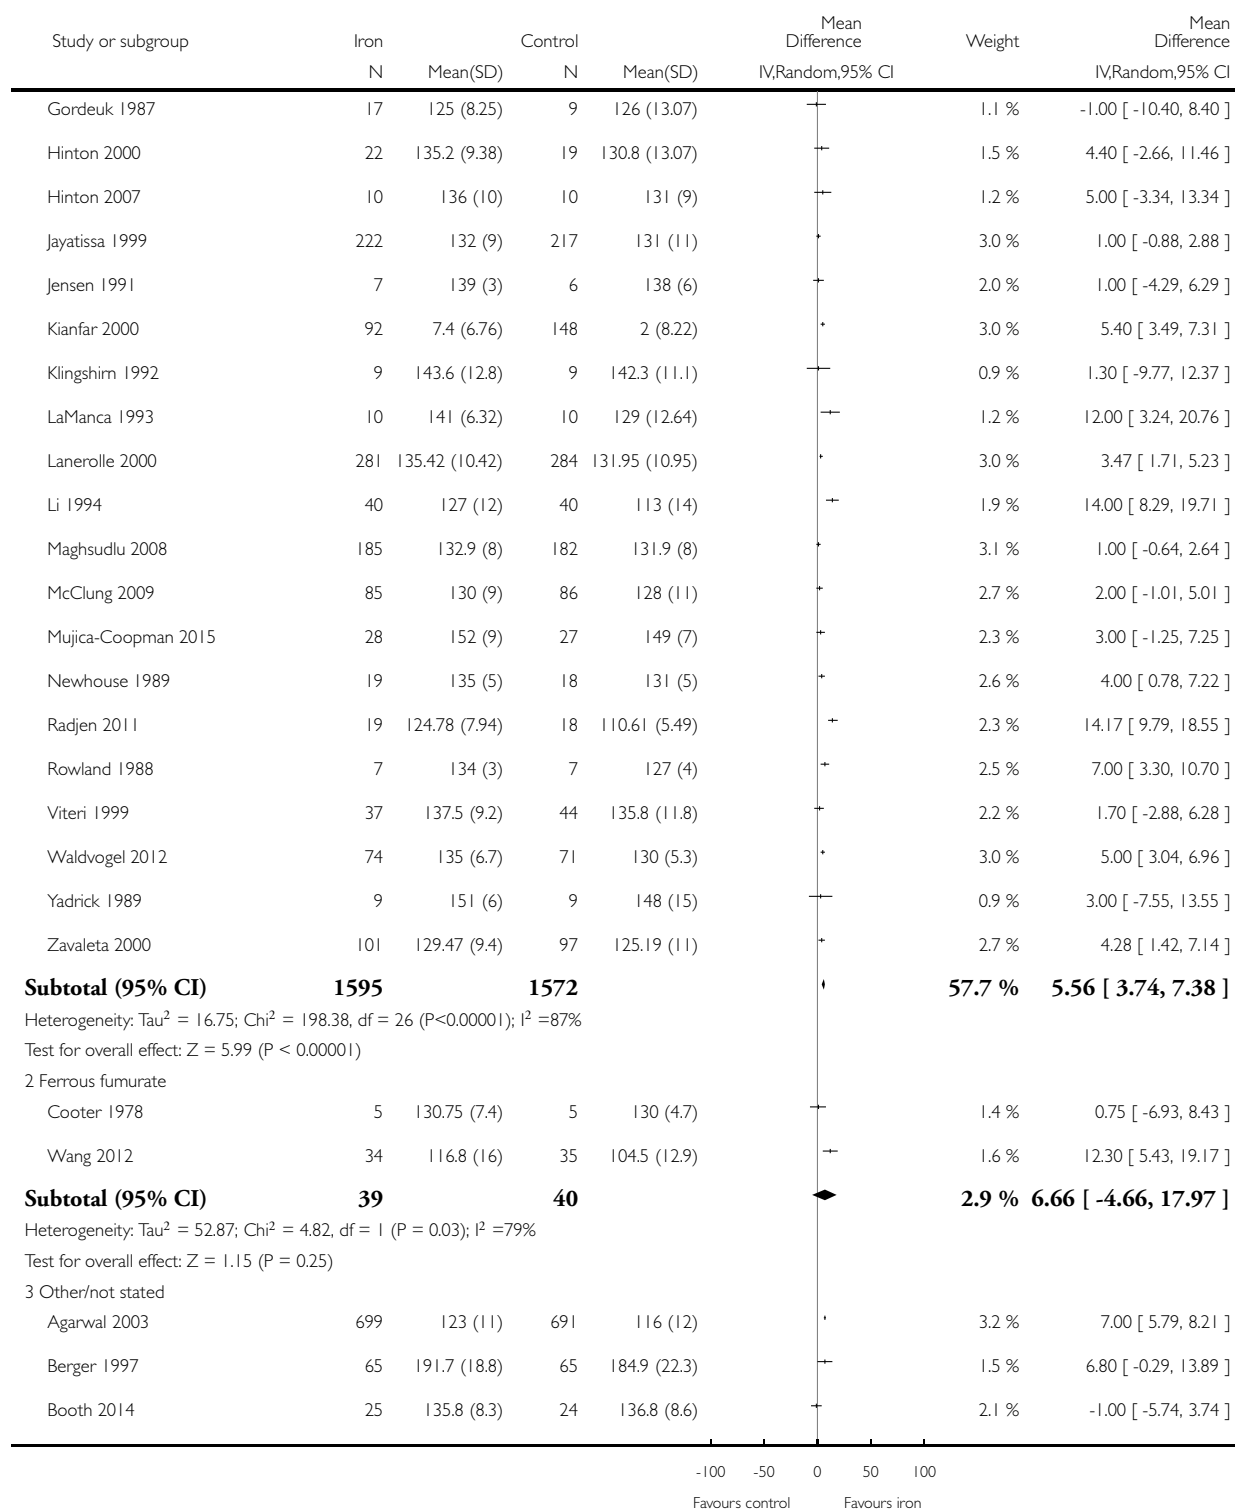 Study or subgroup Iron Control Mean Difference Weight Mean Difference
N Mean(SD) N Mean(SD) IV,Random,95% CI IV,Random,95% CI
Gordeuk 1987 17 125 (8.25) 9 126 (13.07) 1.1 % -1.00 [ -10.40, 8.40 ]
Hinton 2000 22 135.2 (9.38) 19 130.8 (13.07) 1.5 % 4.40 [ -2.66, 11.46 ]
Hinton 2007 10 136 (10) 10 131 (9) 1.2 % 5.00 [ -3.34, 13.34 ]
Jayatissa 1999 222 132 (9) 217 131 (11) 3.0 % 1.00 [ -0.88, 2.88 ]
Jensen 1991 7 139 (3) 6 138 (6) 2.0 % 1.00 [ -4.29, 6.29 ]
Kianfar 2000 92 7.4 (6.76) 148 2 (8.22) 3.0 % 5.40 [ 3.49, 7.31 ]
Klingshirn 1992 9 143.6 (12.8) 9 142.3 (11.1) 0.9 % 1.30 [ -9.77, 12.37 ]
LaManca 1993 10 141 (6.32) 10 129 (12.64) 1.2 % 12.00 [ 3.24, 20.76 ]
Lanerolle 2000 281 135.42 (10.42) 284 131.95 (10.95) 3.0 % 3.47 [ 1.71, 5.23 ]
Li 1994 40 127 (12) 40 113 (14) 1.9 % 14.00 [ 8.29, 19.71 ]
Maghsudlu 2008 185 132.9 (8) 182 131.9 (8) 3.1 % 1.00 [ -0.64, 2.64 ]
McClung 2009 85 130 (9) 86 128 (11) 2.7 % 2.00 [ -1.01, 5.01 ]
Mujica-Coopman 2015 28 152 (9) 27 149 (7) 2.3 % 3.00 [ -1.25, 7.25 ]
Newhouse 1989 19 135 (5) 18 131 (5) 2.6 % 4.00 [ 0.78, 7.22 ]
Radjen 2011 19 124.78 (7.94) 18 110.61 (5.49) 2.3 % 14.17 [ 9.79, 18.55 ]
Rowland 1988 7 134 (3) 7 127 (4) 2.5 % 7.00 [ 3.30, 10.70 ]
Viteri 1999 37 137.5 (9.2) 44 135.8 (11.8) 2.2 % 1.70 [ -2.88, 6.28 ]
Waldvogel 2012 74 135 (6.7) 71 130 (5.3) 3.0 % 5.00 [ 3.04, 6.96 ]
Yadrick 1989 9 151 (6) 9 148 (15) 0.9 % 3.00 [ -7.55, 13.55 ]
Zavaleta 2000 101 129.47 (9.4) 97 125.19 (11) 2.7 % 4.28 [ 1.42, 7.14 ]
Subtotal (95% CI) 1595 1572 57.7 % 5.56 [ 3.74, 7.38 ]
Heterogeneity: Tau² = 16.75; Chi² = 198.38, df = 26 (P<0.00001); I² =87%
Test for overall effect: Z = 5.99 (P < 0.00001)
2 Ferrous fumurate
Cooter 1978 5 130.75 (7.4) 5 130 (4.7) 1.4 % 0.75 [ -6.93, 8.43 ]
Wang 2012 34 116.8 (16) 35 104.5 (12.9) 1.6 % 12.30 [ 5.43, 19.17 ]
Subtotal (95% CI) 39 40 2.9 % 6.66 [ -4.66, 17.97 ]
Heterogeneity: Tau² = 52.87; Chi² = 4.82, df = 1 (P = 0.03); I² =79%
Test for overall effect: Z = 1.15 (P = 0.25)
3 Other/not stated
Agarwal 2003 699 123 (11) 691 116 (12) 3.2 % 7.00 [ 5.79, 8.21 ]
Berger 1997 65 191.7 (18.8) 65 184.9 (22.3) 1.5 % 6.80 [ -0.29, 13.89 ]
Booth 2014 25 135.8 (8.3) 24 136.8 (8.6) 2.1 % -1.00 [ -5.74, 3.74 ]
-100 -50 0 50 100
Favours control Favours iron